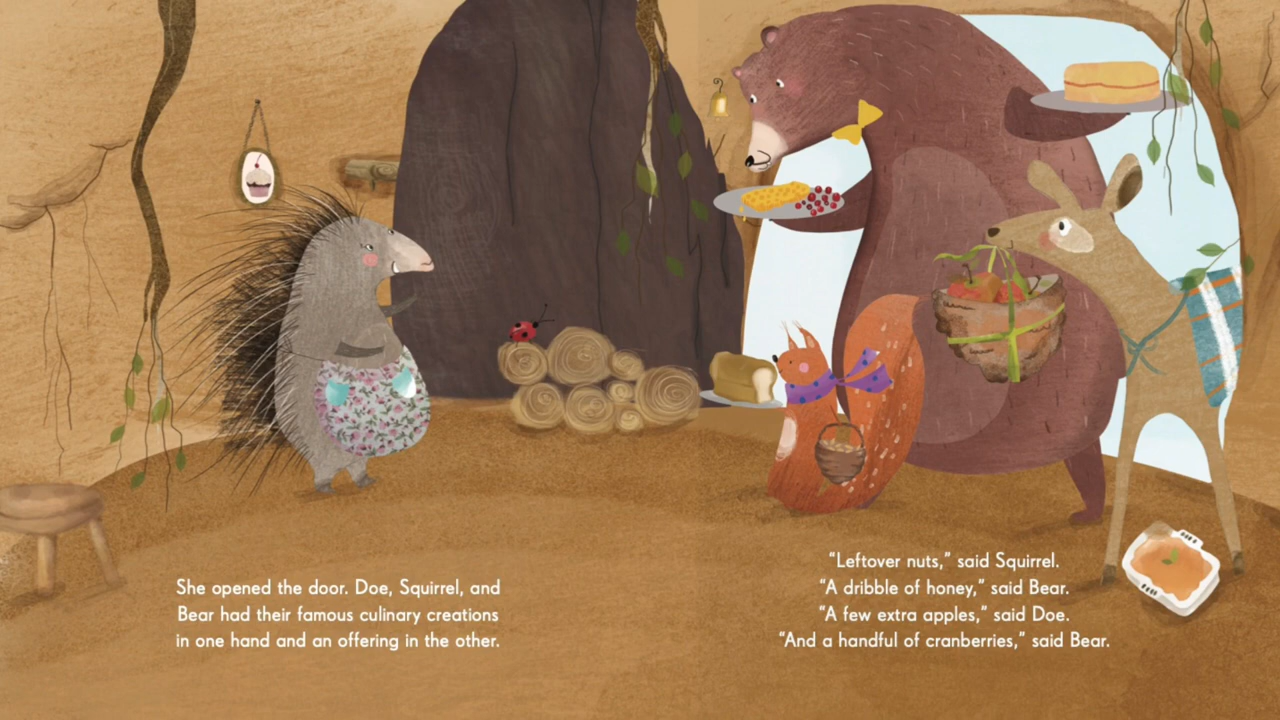 She opened the door. Doe, Squirrel, and
Bear had their famous culinary creations
in one hand and an offering in the other.
“Leftover nuts,” said Squirrel.
“A dribble of honey,” said Bear.
“A few extra apples,” said Doe.
“And a handful of cranberries,” said Bear.